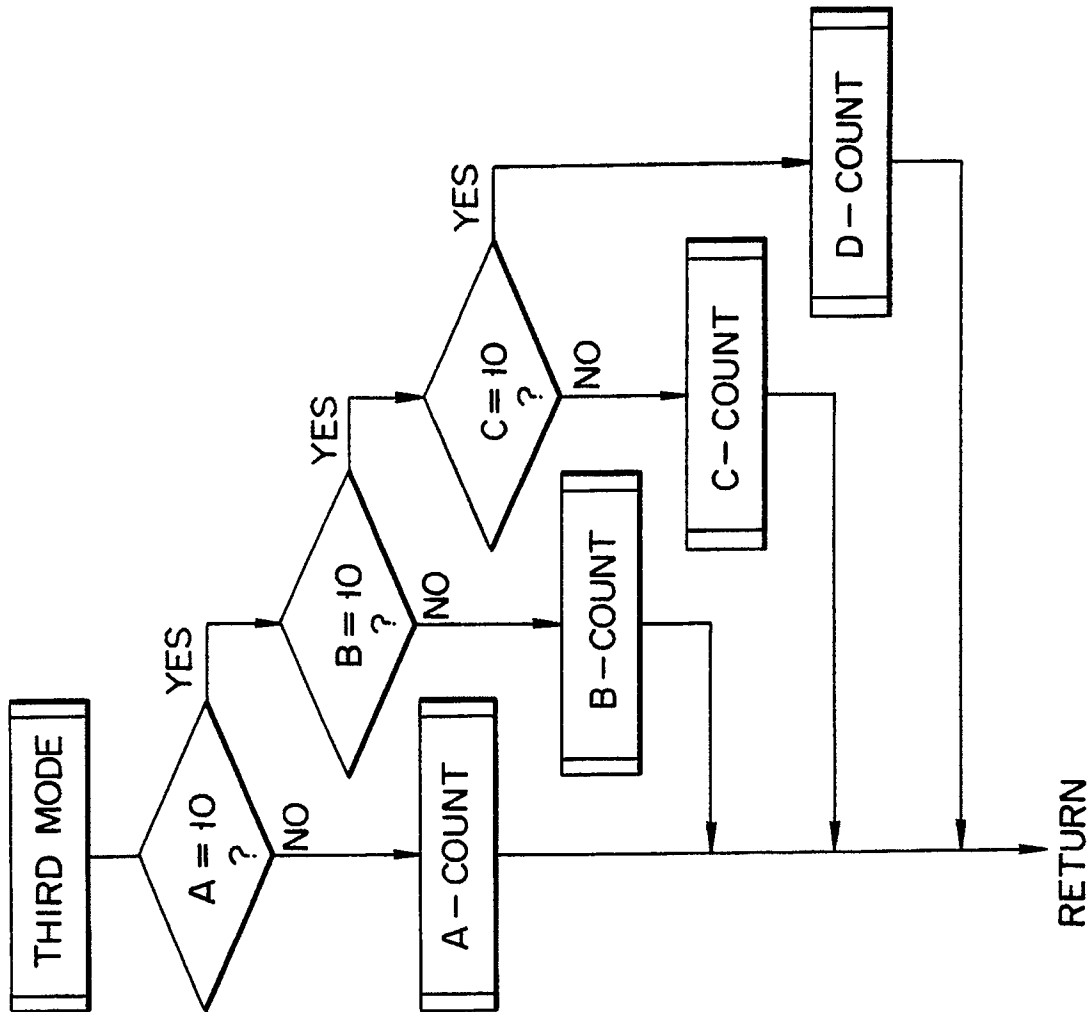 THIRD MODE
A = 10
?
YES
NO
A-COUNT
B = 10
?
YES
NO
B-COUNT
C = 10
?
YES
NO
C-COUNT
D-COUNT
RETURN